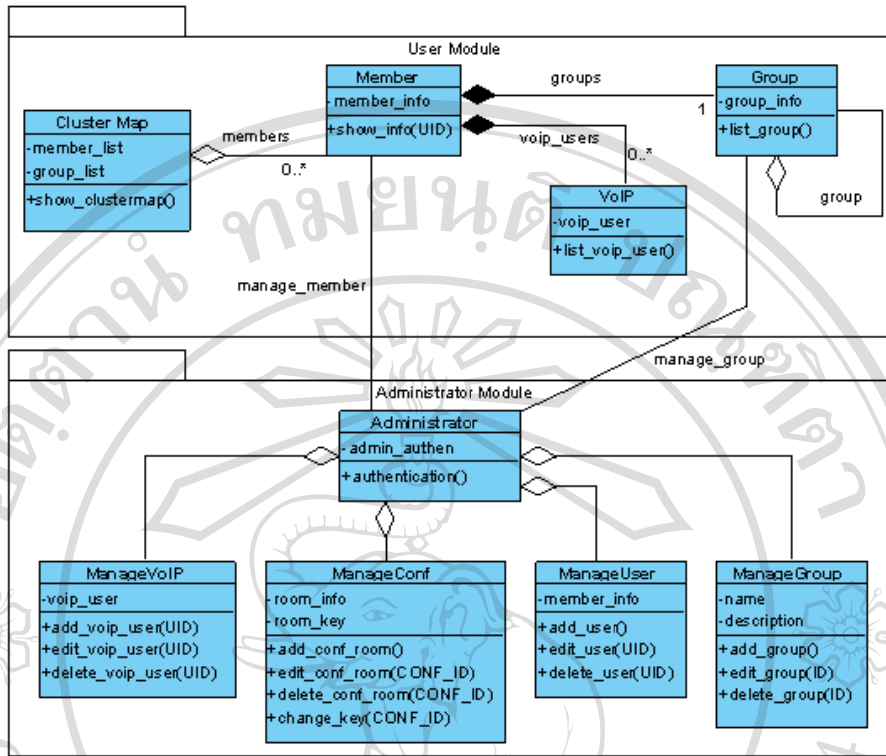 User Module
Member
-member_info
+show_info(UID)
groups
1
Group
-group_info
+list_group()
group
Cluster Map
-member_list
-group_list
+show_clustermap()
members
0..*
voip_users
0..*
VoIP
-voip_user
+list_voip_user()
manage_member
manage_group
Administrator Module
Administrator
-admin_authen
+authentication()
ManageVoIP
-voip_user
+add_voip_user(UID)
+edit_voip_user(UID)
+delete_voip_user(UID)
ManageConf
-room_info
-room_key
+add_conf_room()
+edit_conf_room(CONF_ID)
+delete_conf_room(CONF_ID)
+change_key(CONF_ID)
ManageUser
-member_info
+add_user()
+edit_user(UID)
+delete_user(UID)
ManageGroup
-name
-description
+add_group()
+edit_group(ID)
+delete_group(ID)